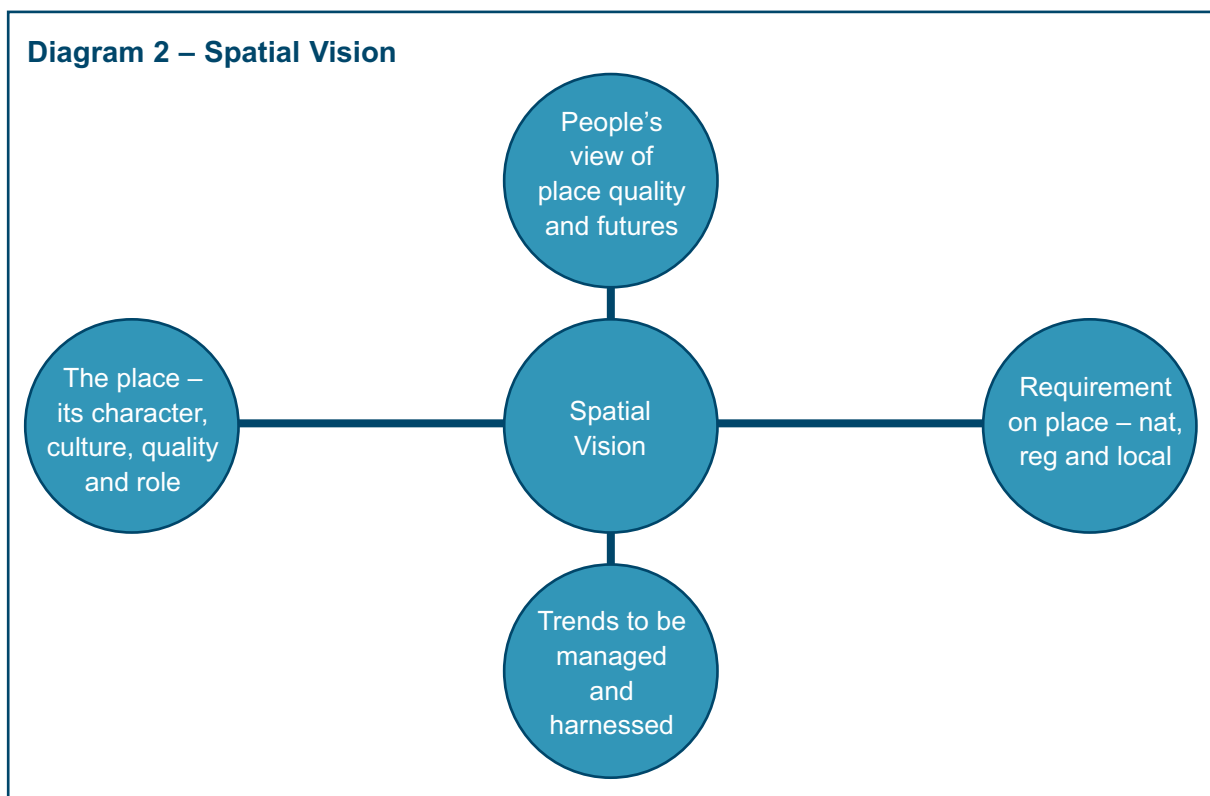 Diagram 2 – Spatial Vision
People’s
view of
place quality
and futures
The place –
its character,
culture, quality
and role
Spatial
Vision
Requirement
on place – nat,
reg and local
Trends to be
managed
and
harnessed